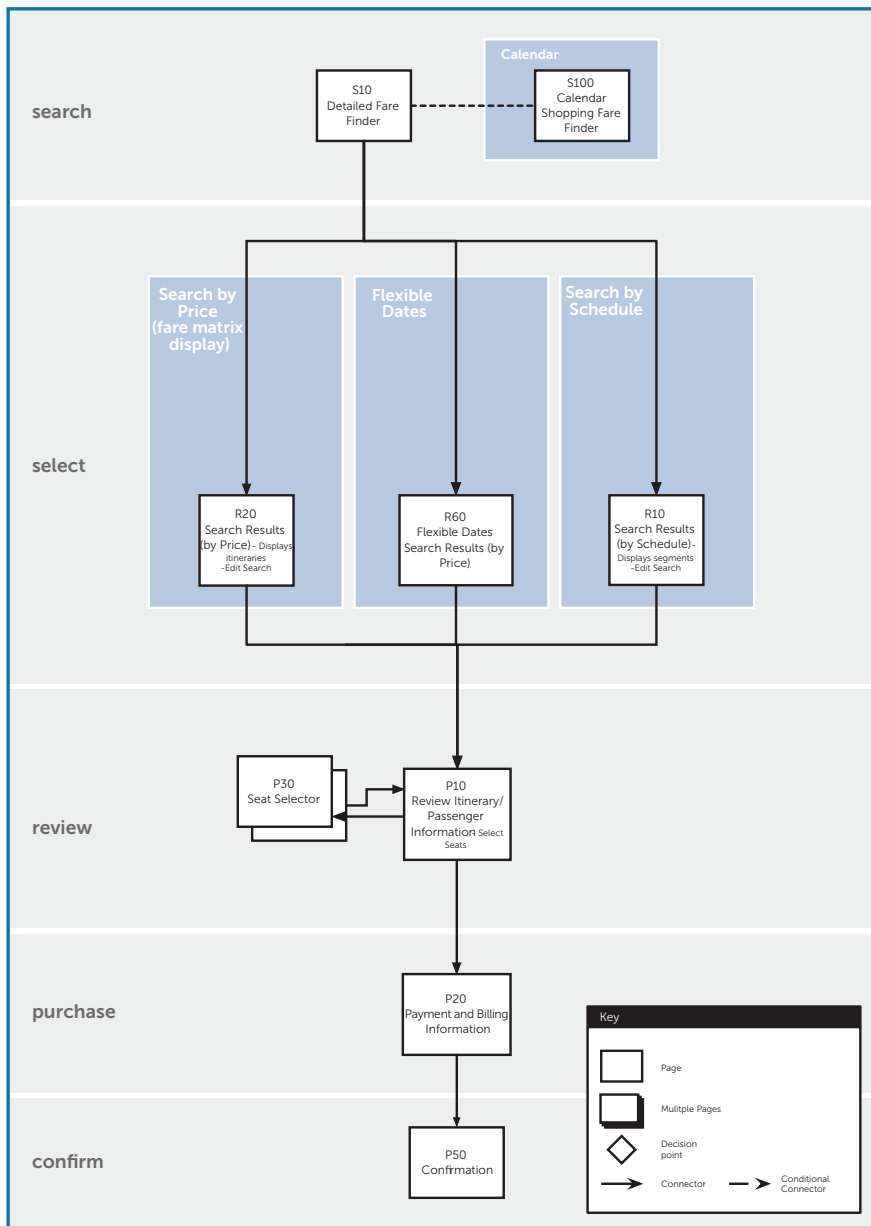 search
S10
Detailed Fare
Finder
Calendar
S100
Calendar
Shopping Fare
Finder
select
Search by
Price
(fare matrix
display)
Flexible
Dates
Search by
Schedule
R20
Search Results
(by Price)- Displays
itineraries
-Edit Search
R60
Flexible Dates
Search Results (by
Price)
R10
Search Results
(by Schedule)-
Displays segments
-Edit Search
review
P30
Seat Selector
P10
Review Itinerary/
Passenger
Information- Select
Seats
purchase
P20
Payment and Billing
Information
confirm
P50
Confirmation
Key
Page
Mulitple Pages
Decision
point
Connector
Conditional
Connector